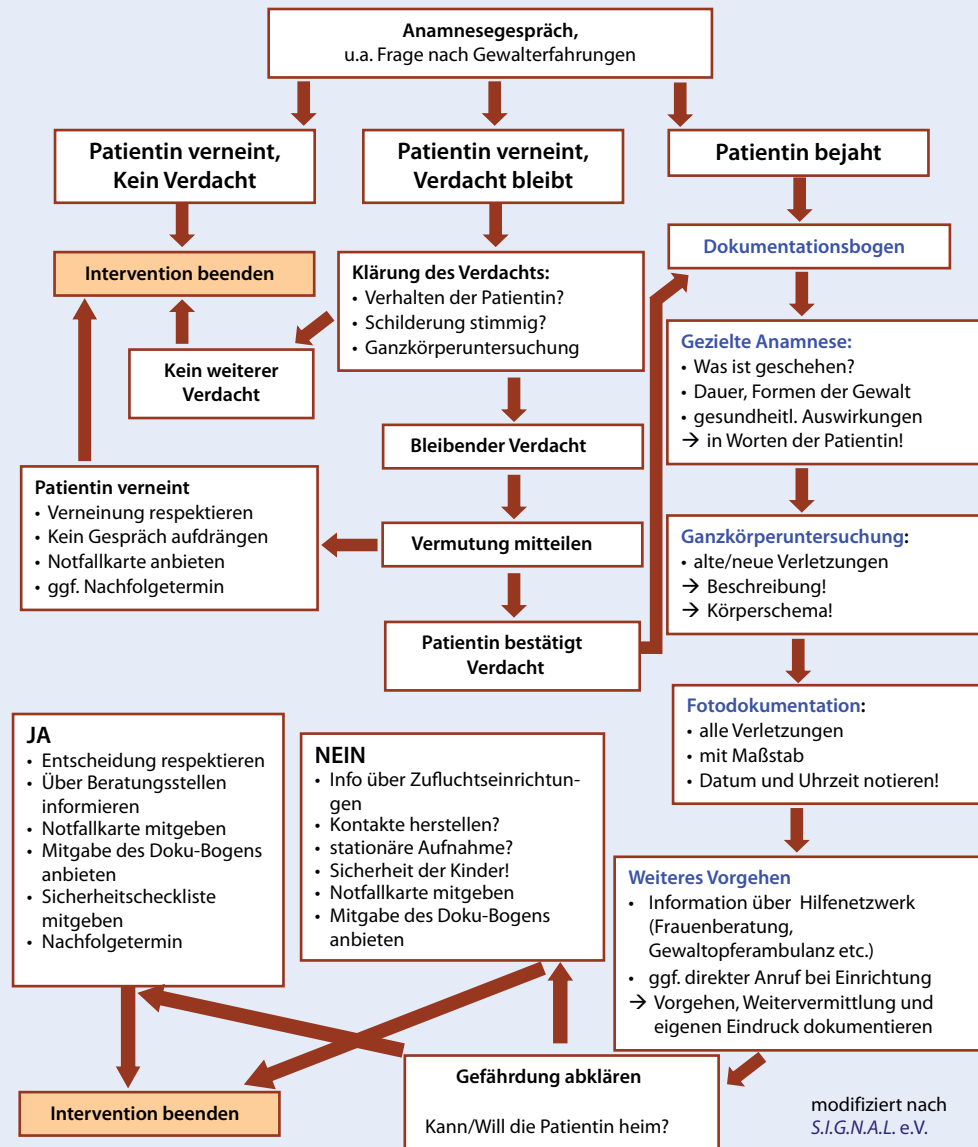 Anamnesegespräch,
u.a. Frage nach Gewalterfahrungen
Patientin verneint,
Kein Verdacht
Patientin verneint,
Verdacht bleibt
Patientin bejaht
Intervention beenden
Klärung des Verdachts:
• Verhalten der Patientin?
• Schilderung stimmig?
• Ganzkörperuntersuchung
Dokumentationsbogen
Kein weiterer
Verdacht
Gezielte Anamnese:
• Was ist geschehen?
• Dauer, Formen der Gewalt
• gesundheitl. Auswirkungen
→ in Worten der Patientin!
Bleibender Verdacht
Patientin verneint
• Verneinung respektieren
• Kein Gespräch aufdrängen
• Notfallkarte anbieten
• ggf. Nachfolgetermin
Vermutung mitteilen
Ganzkörperuntersuchung:
• alte/neue Verletzungen
→ Beschreibung!
→ Körperschema!
Patientin bestätigt
Verdacht
Fotodokumentation:
• alle Verletzungen
• mit Maßstab
• Datum und Uhrzeit notieren!
JA
• Entscheidung respektieren
• Über Beratungsstellen
informieren
• Notfallkarte mitgeben
• Mitgabe des Doku-Bogens
anbieten
• Sicherheitscheckliste
mitgeben
• Nachfolgetermin
NEIN
• Info über Zufluchtseinrichtun-
gen
• Kontakte herstellen?
• stationäre Aufnahme?
• Sicherheit der Kinder!
• Notfallkarte mitgeben
• Mitgabe des Doku-Bogens
anbieten
Weiteres Vorgehen
• Information über Hilfenetzwerk
(Frauenberatung,
Gewaltopferambulanz etc.)
• ggf. direkter Anruf bei Einrichtung
→ Vorgehen, Weitervermittlung und
eigenen Eindruck dokumentieren
Gefährdung abklären
Kann/Will die Patientin heim?
Intervention beenden
modifiziert nach
S.I.G.N.A.L. e.V.